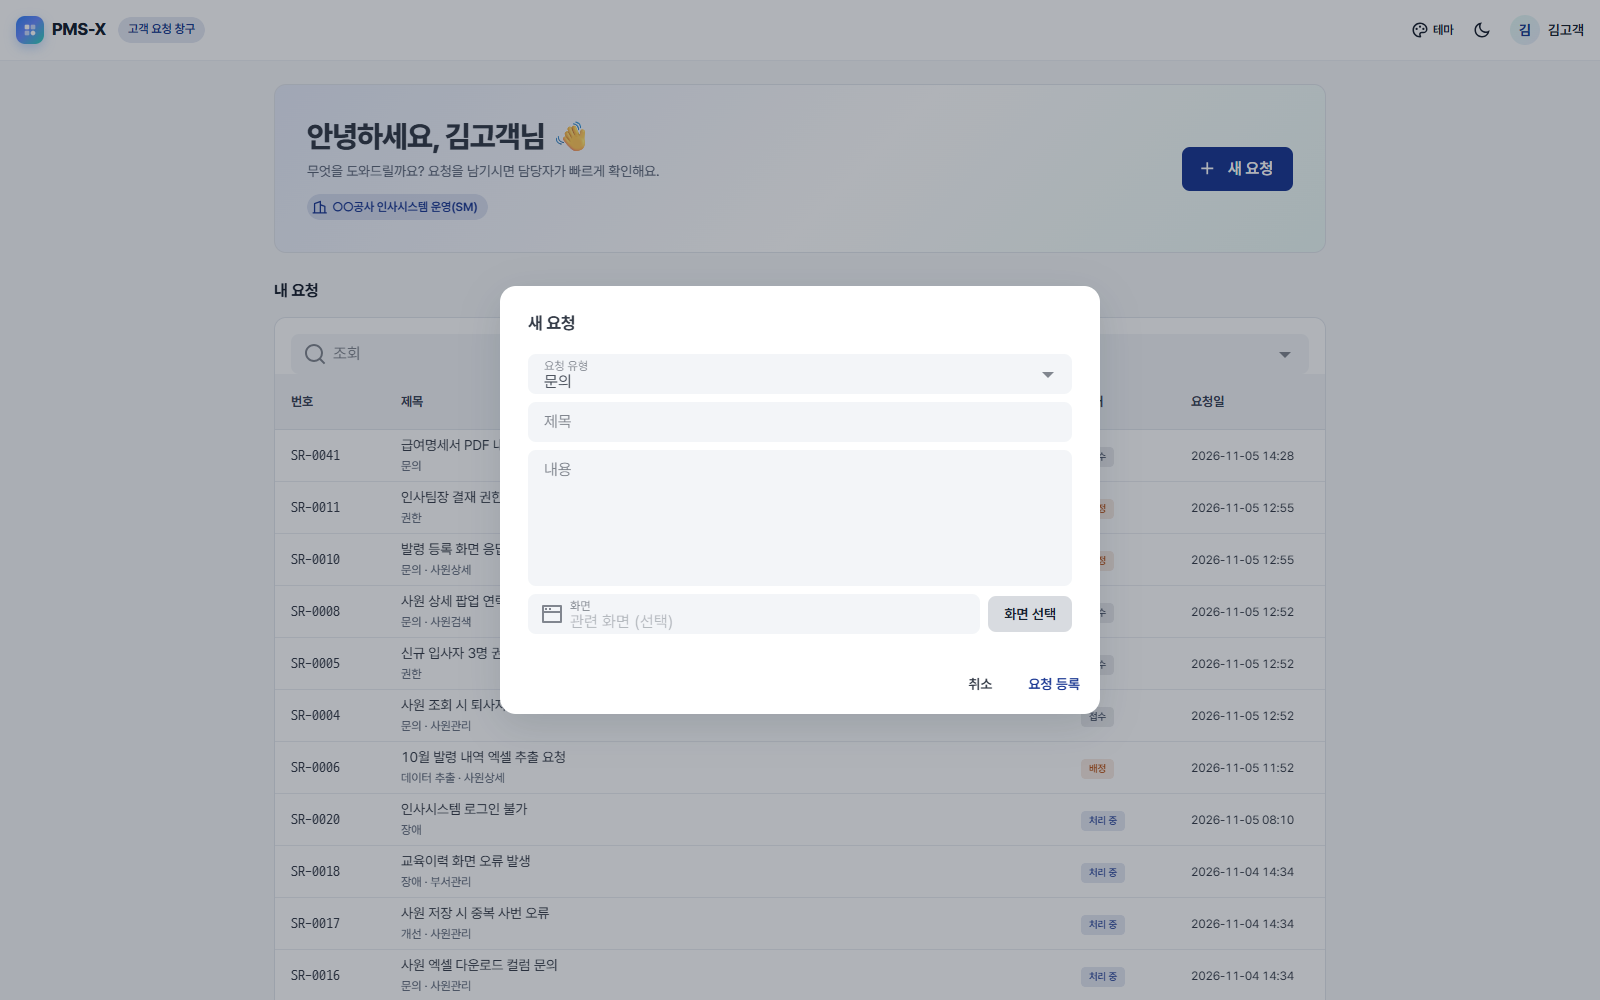 PMS-X
고객 요청 창구
테마
김
김고객
안녕하세요, 김고객님 👋
무엇을 도와드릴까요? 요청을 남기시면 담당자가 빠르게 확인해요.
○○공사 인사시스템 운영(SM)
+ 새 요청
내 요청
조회
번호
제목
요청일
SR-0041
급여명세서 PDF
문의
2026-11-05 14:28
SR-0011
인사팀장 결재 권한
권한
2026-11-05 12:55
SR-0010
발령 등록 화면
문의 · 사원상세
2026-11-05 12:55
SR-0008
사원 상세 팝업
문의 · 사원검색
2026-11-05 12:52
SR-0005
신규 입사자 3명
권한
2026-11-05 12:52
SR-0004
사원 조회 시
문의 · 사원관리
접수
2026-11-05 12:52
SR-0006
10월 발령 내역 엑셀 추출 요청
데이터 추출 · 사원상세
배정
2026-11-05 11:52
SR-0020
인사시스템 로그인 불가
장애
처리 중
2026-11-05 08:10
SR-0018
교육이력 화면 오류 발생
장애 · 부서관리
처리 중
2026-11-04 14:34
SR-0017
사원 저장 시 중복 사번 오류
개선 · 사원관리
처리 중
2026-11-04 14:34
SR-0016
사원 엑셀 다운로드 컬럼 문의
문의 · 사원관리
처리 중
2026-11-04 14:34
새 요청
요청 유형
문의
제목
내용
화면
관련 화면 (선택)
화면 선택
취소
요청 등록